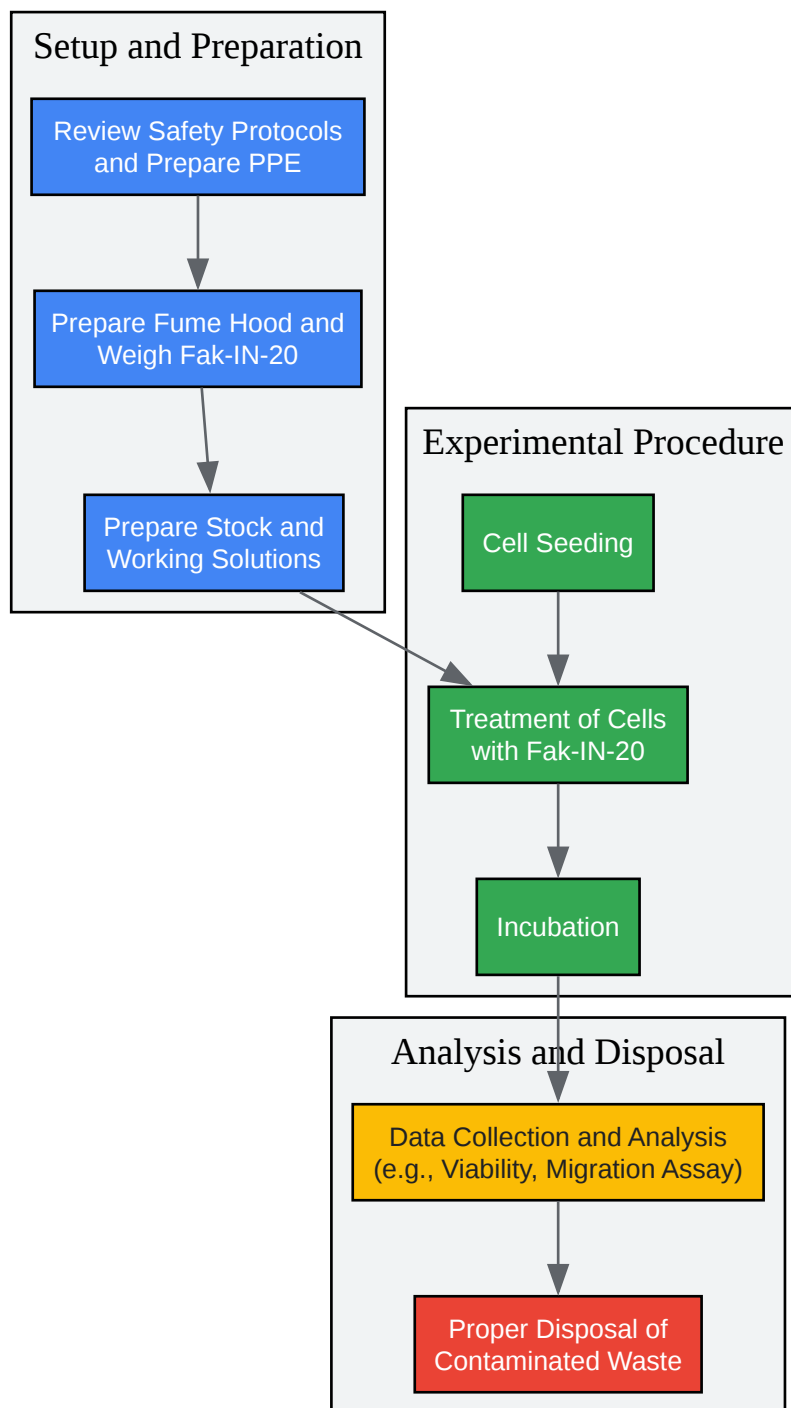 Setup and Preparation
Review Safety Protocols
and Prepare PPE
Prepare Fume Hood and
Weigh Fak-IN-20
Prepare Stock and
Working Solutions
Experimental Procedure
Cell Seeding
Treatment of Cells
with Fak-IN-20
Incubation
Analysis and Disposal
Data Collection and Analysis
(e.g., Viability, Migration Assay)
Proper Disposal of
Contaminated Waste